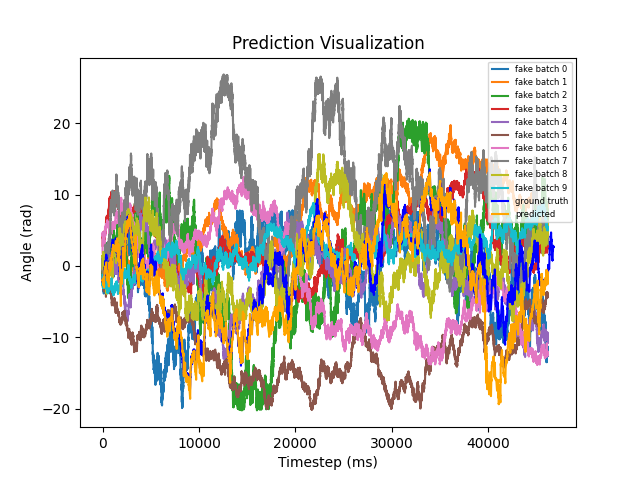 Prediction Visualization
fake batch 0
fake batch 1
fake batch 2
fake batch 3
fake batch 4
fake batch 5
fake batch 6
fake batch 7
fake batch 8
fake batch 9
ground truth
predicted
Angle (rad)
20
10
0
−10
−20
0
10000
20000
30000
40000
Timestep (ms)